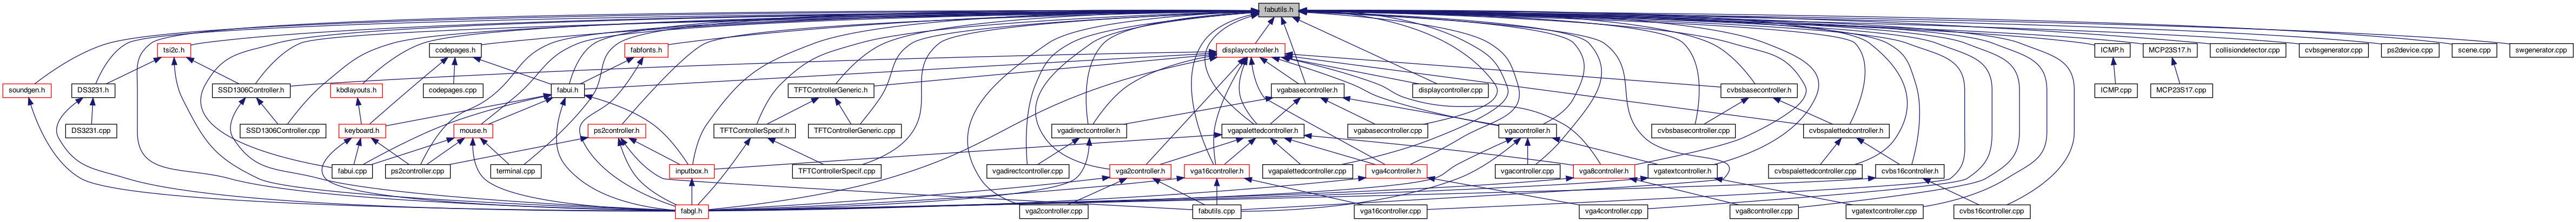 fabutils.h
tsi2c.h
codepages.h
fabfonts.h
displaycontroller.h
ICMP.h
MCP23S17.h
collisiondetector.cpp
cvbsgenerator.cpp
ps2device.cpp
scene.cpp
swgenerator.cpp
soundgen.h
DS3231.h
SSD1306Controller.h
kbdlayouts.h
codepages.cpp
fabui.h
TFTControllerGeneric.h
vgabasecontroller.h
displaycontroller.cpp
cvbsbasecontroller.h
ICMP.cpp
MCP23S17.cpp
DS3231.cpp
SSD1306Controller.cpp
keyboard.h
mouse.h
ps2controller.h
TFTControllerSpecif.h
TFTControllerGeneric.cpp
vgadirectcontroller.h
vgapalettedcontroller.h
vgabasecontroller.cpp
vgacontroller.h
cvbsbasecontroller.cpp
cvbspalettedcontroller.h
fabui.cpp
ps2controller.cpp
terminal.cpp
inputbox.h
TFTControllerSpecif.cpp
vgadirectcontroller.cpp
vga2controller.h
vga16controller.h
vgapalettedcontroller.cpp
vga4controller.h
vgacontroller.cpp
vga8controller.h
vgatextcontroller.h
cvbspalettedcontroller.cpp
cvbs16controller.h
fabgl.h
vga2controller.cpp
fabutils.cpp
vga16controller.cpp
vga4controller.cpp
vga8controller.cpp
vgatextcontroller.cpp
cvbs16controller.cpp